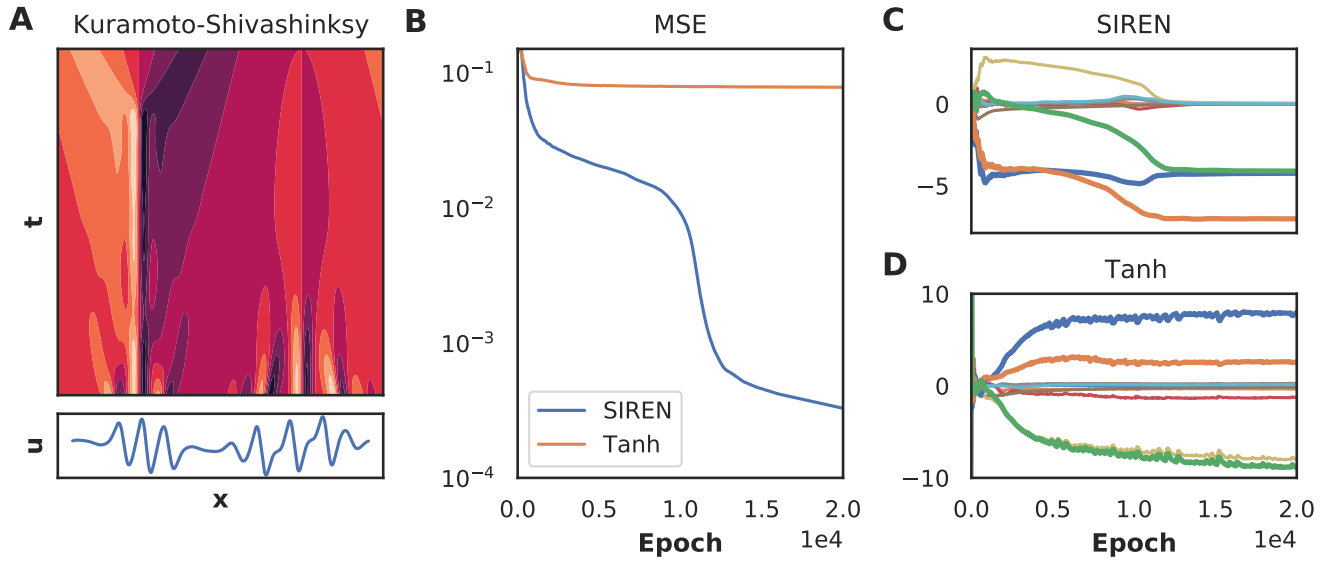 A
Kuramoto-Shivashinksy
t
u
x
B
MSE
10⁻¹
10⁻²
10⁻³
10⁻⁴
SIREN
Tanh
0.0 0.5 1.0 1.5 2.0
Epoch
1e4
C
SIREN
0
−5
D
Tanh
10
0
−10
0.0 0.5 1.0 1.5 2.0
Epoch
1e4